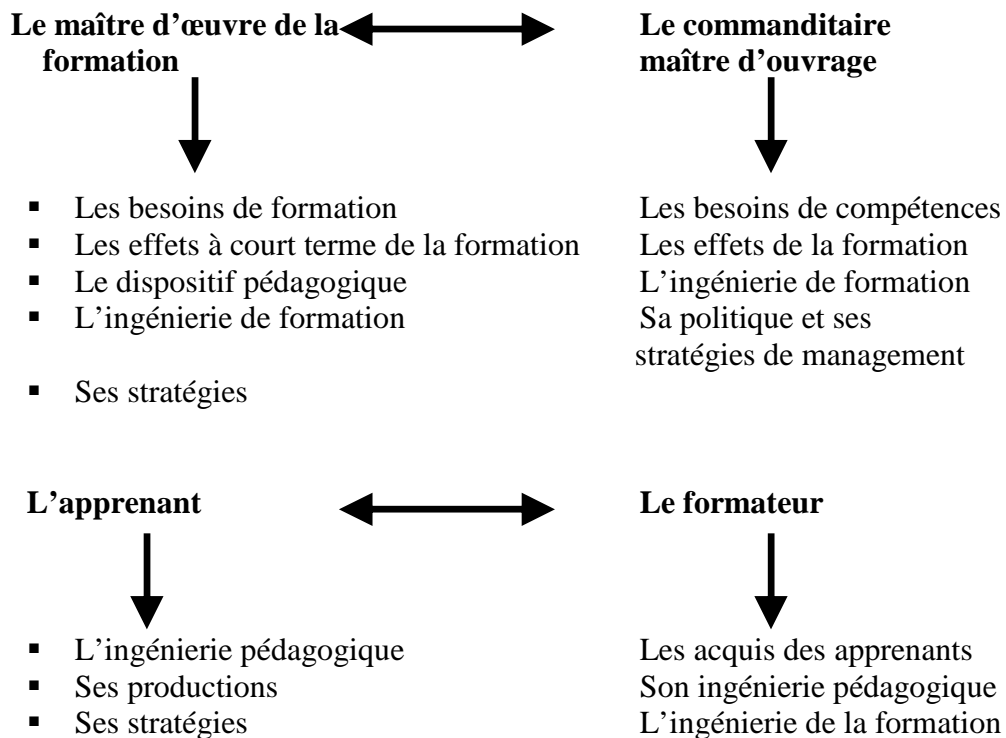 Le maître d’œuvre de la
formation
Le commanditaire
maître d’ouvrage
▪ Les besoins de formation
▪ Les effets à court terme de la formation
▪ Le dispositif pédagogique
▪ L’ingénierie de formation
▪ Ses stratégies
Les besoins de compétences
Les effets de la formation
L’ingénierie de formation
Sa politique et ses
stratégies de management
L’apprenant
Le formateur
▪ L’ingénierie pédagogique
▪ Ses productions
▪ Ses stratégies
Les acquis des apprenants
Son ingénierie pédagogique
L’ingénierie de la formation